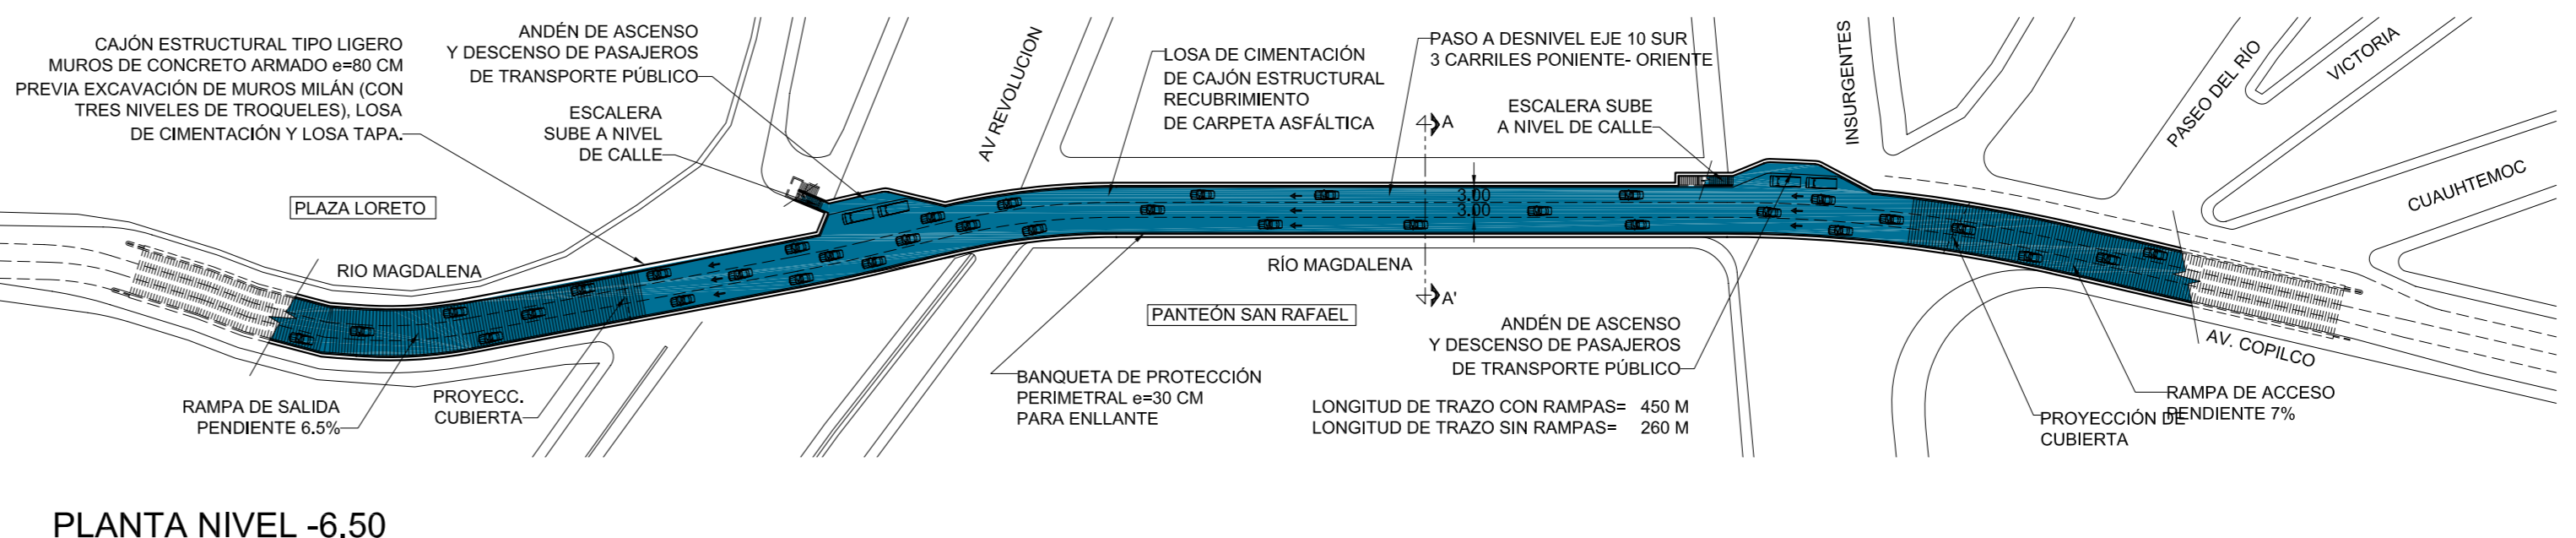 CAJÓN ESTRUCTURAL TIPO LIGERO
MUROS DE CONCRETO ARMADO e=80 CM
PREVIA EXCAVACIÓN DE MUROS MILÁN (CON
TRES NIVELES DE TROQUELES), LOSA
DE CIMENTACIÓN Y LOSA TAPA.
ANDÉN DE ASCENSO
Y DESCENSO DE PASAJEROS
DE TRANSPORTE PÚBLICO
ESCALERA
SUBE A NIVEL
DE CALLE
AV REVOLUCION
LOSA DE CIMENTACIÓN
DE CAJÓN ESTRUCTURAL
RECUBRIMIENTO
DE CARPETA ASFÁLTICA
PASO A DESNIVEL EJE 10 SUR
3 CARRILES PONIENTE- ORIENTE
A
ESCALERA SUBE
A NIVEL DE CALLE
INSURGENTES
PASEO DEL RÍO
VICTORIA
CUAUHTEMOC
PLAZA LORETO
RIO MAGDALENA
3.00
3.00
RÍO MAGDALENA
A'
PANTEÓN SAN RAFAEL
RAMPA DE SALIDA
PENDIENTE 6.5%
PROYECC.
CUBIERTA
BANQUETA DE PROTECCIÓN
PERIMETRAL e=30 CM
PARA ENLLANTE
ANDÉN DE ASCENSO
Y DESCENSO DE PASAJEROS
DE TRANSPORTE PÚBLICO
LONGITUD DE TRAZO CON RAMPAS= 450 M
LONGITUD DE TRAZO SIN RAMPAS= 260 M
AV. COPILCO
RAMPA DE ACCESO
PENDIENTE 7%
PROYECCIÓN DE
CUBIERTA
PLANTA NIVEL -6.50